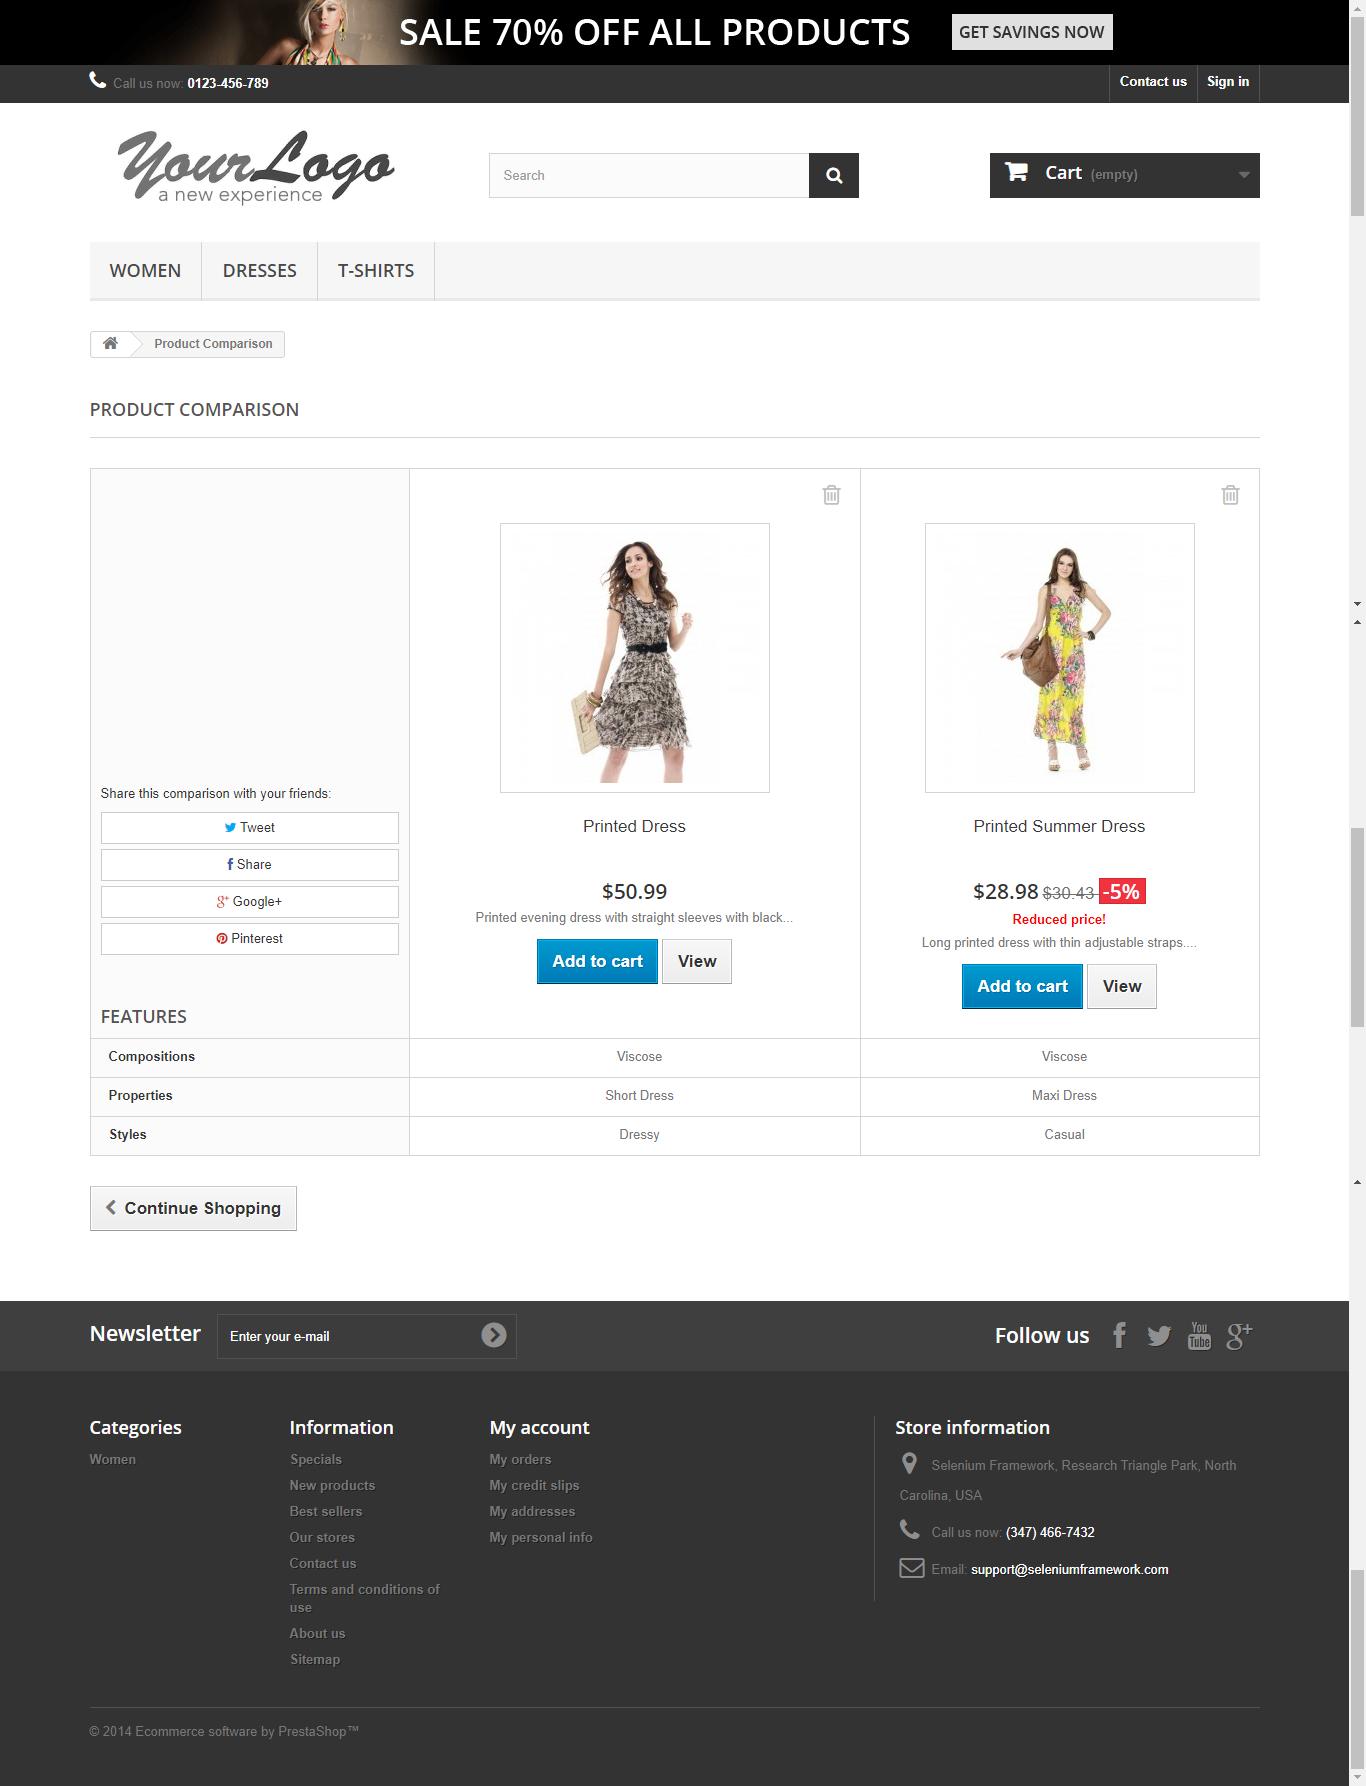 SALE 70% OFF ALL PRODUCTS GET SAVINGS NOW
Call us now: 0123-456-789
Contact us Sign in
YourLogo
a new experience
Search
Cart (empty)
WOMEN DRESSES T-SHIRTS
Product Comparison
PRODUCT COMPARISON
Share this comparison with your friends:
Tweet
Share
Google+
Pinterest
Printed Dress
$50.99
Printed evening dress with straight sleeves with black...
Add to cart View
Printed Summer Dress
$28.98 $30.43 -5%
Reduced price!
Long printed dress with thin adjustable straps....
Add to cart View
FEATURES
Compositions Viscose Viscose
Properties Short Dress Maxi Dress
Styles Dressy Casual
Continue Shopping
Newsletter Enter your e-mail
Follow us You Tube
Categories
Women
Information
Specials
New products
Best sellers
Our stores
Contact us
Terms and conditions of
use
About us
Sitemap
My account
My orders
My credit slips
My addresses
My personal info
Store information
Selenium Framework, Research Triangle Park, North
Carolina, USA
Call us now: (347) 466-7432
Email: support@seleniumframework.com
© 2014 Ecommerce software by PrestaShop™